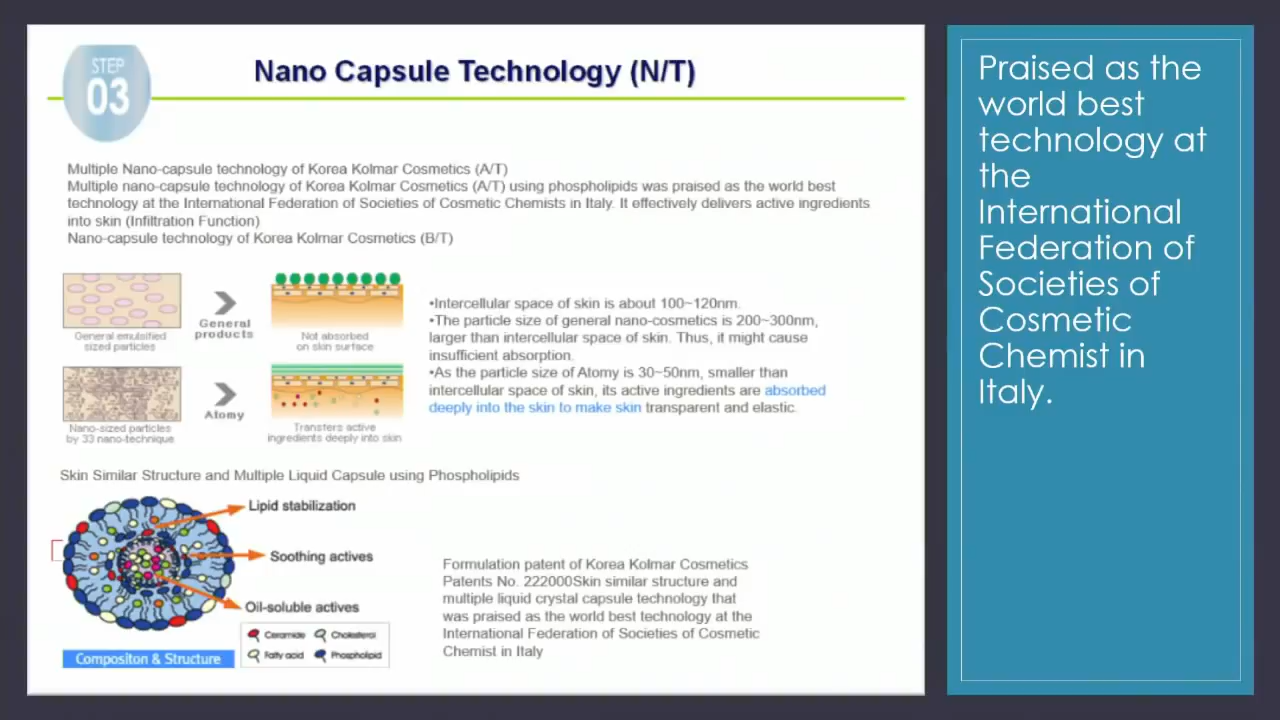 STEP
03
Nano Capsule Technology (N/T)
Multiple Nano-capsule technology of Korea Kolmar Cosmetics (A/T)
Multiple nano-capsule technology of Korea Kolmar Cosmetics (A/T) using phospholipids was praised as the world best
technology at the International Federation of Societies of Cosmetic Chemists in Italy. It effectively delivers active ingredients
into skin (Infiltration Function)
Nano-capsule technology of Korea Kolmar Cosmetics (B/T)
General emulsified
sized particles
General
products
Not absorbed
on skin surface
Nano-sized particles
by 33 nano-technique
Atomy
Transfers active
ingredients deeply into skin
•Intercellular space of skin is about 100~120nm.
•The particle size of general nano-cosmetics is 200~300nm,
larger than intercellular space of skin. Thus, it might cause
insufficient absorption.
•As the particle size of Atomy is 30~50nm, smaller than
intercellular space of skin, its active ingredients are absorbed
deeply into the skin to make skin transparent and elastic.
Skin Similar Structure and Multiple Liquid Capsule using Phospholipids
Lipid stabilization
Soothing actives
Oil-soluble actives
Ceramide
Cholesterol
Fatty acid
Phospholipid
Compositon & Structure
Formulation patent of Korea Kolmar Cosmetics
Patents No. 222000Skin similar structure and
multiple liquid crystal capsule technology that
was praised as the world best technology at the
International Federation of Societies of Cosmetic
Chemist in Italy
Praised as the
world best
technology at
the
International
Federation of
Societies of
Cosmetic
Chemist in
Italy.